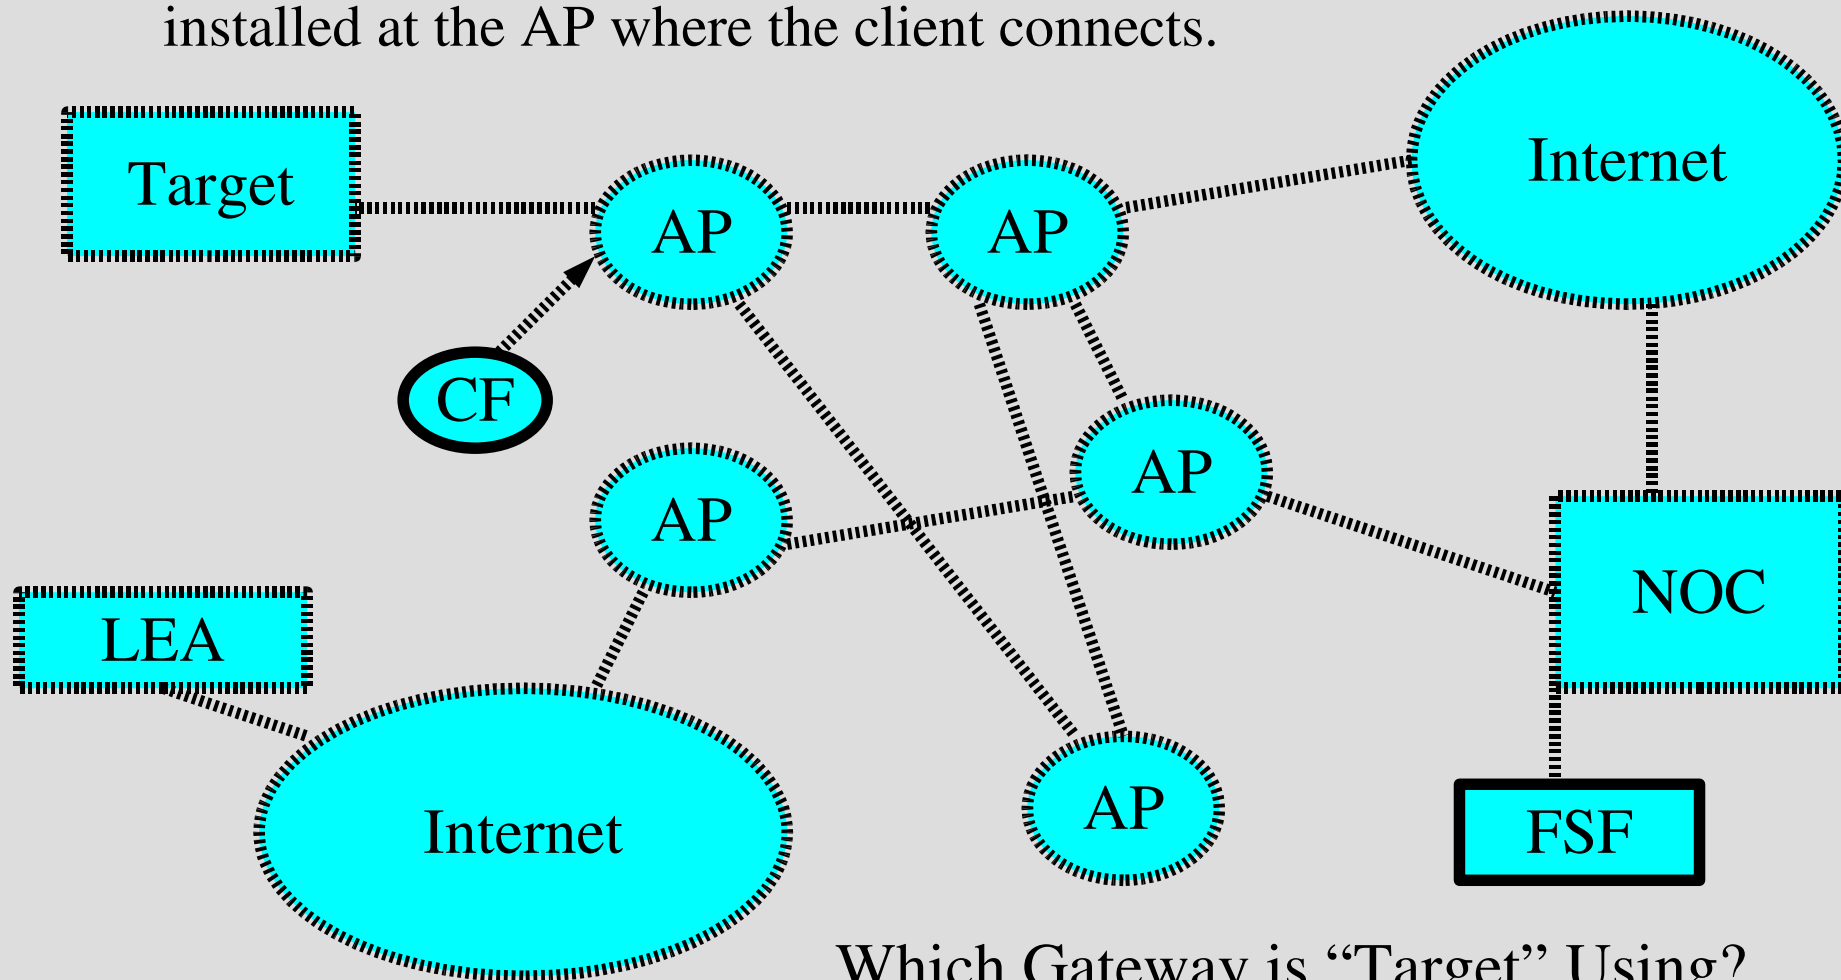 installed at the AP where the client connects.
Target
AP
AP
Internet
CF
AP
AP
NOC
LEA
Internet
AP
FSF
Which Gateway is “Target” Using?